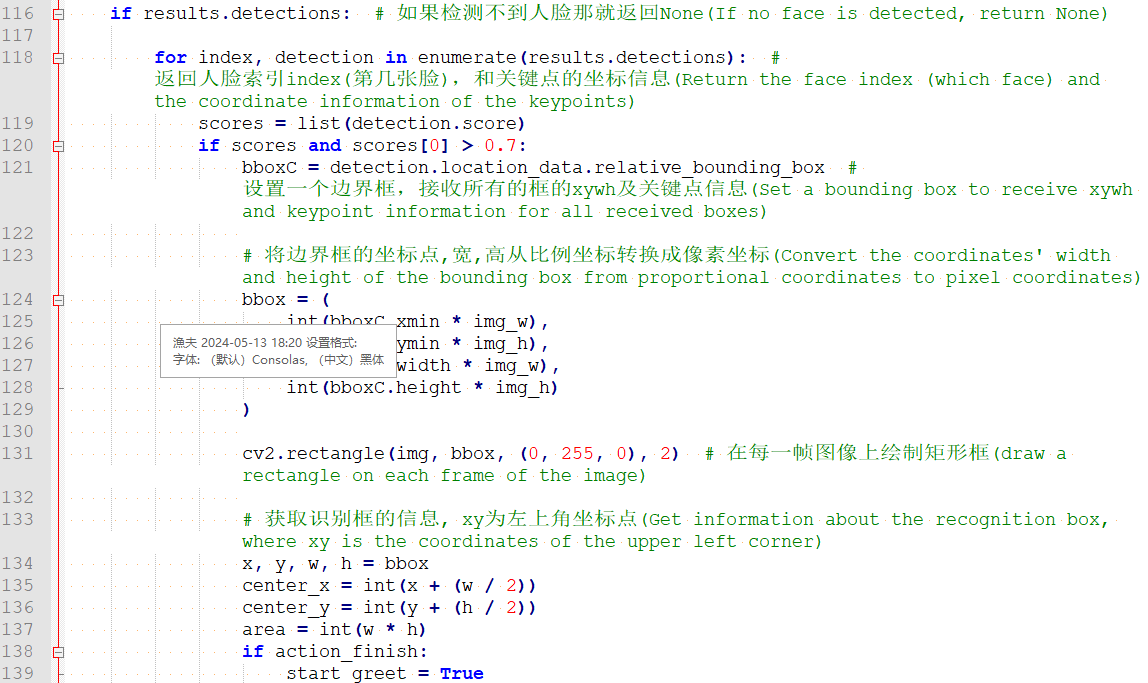 116 if results.detections: # 如果检测不到人脸那就返回None(If no face is detected, return None)
117
118 for index, detection in enumerate(results.detections): #
返回人脸索引index(第几张脸), 和关键点的坐标信息(Return the face index (which face) and
the coordinate information of the keypoints)
119 scores = list(detection.score)
120 if scores and scores[0] > 0.7:
121 bboxC = detection.location_data.relative_bounding_box #
设置一个边界框, 接收所有的框的xywh及关键点信息(Set a bounding box to receive xywh
and keypoint information for all received boxes)
122
123 # 将边界框的坐标点,宽,高从比例坐标转换成像素坐标(Convert the coordinates' width
and height of the bounding box from proportional coordinates to pixel coordinates)
124 bbox = (
125 int(bboxC.xmin * img_w),
漁夫 2024-05-13 18:20 设置格式:
字体: （默认）Consolas, （中文）黑体
126 ymin * img_h),
127 width * img_w),
128 int(bboxC.height * img_h)
129 )
130
131 cv2.rectangle(img, bbox, (0, 255, 0), 2) # 在每一帧图像上绘制矩形框(draw a
rectangle on each frame of the image)
132
133 # 获取识别框的信息, xy为左上角坐标点(Get information about the recognition box,
where xy is the coordinates of the upper left corner)
134 x, y, w, h = bbox
135 center_x = int(x + (w / 2))
136 center_y = int(y + (h / 2))
137 area = int(w * h)
138 if action_finish:
139 start_greet = True